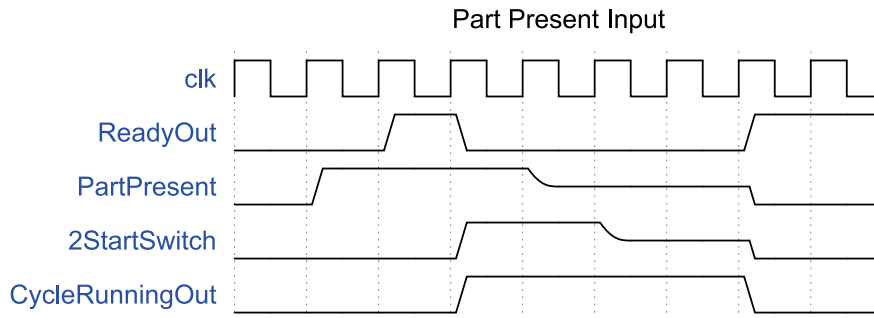 Part Present Input
clk
ReadyOut
PartPresent
2StartSwitch
CycleRunningOut